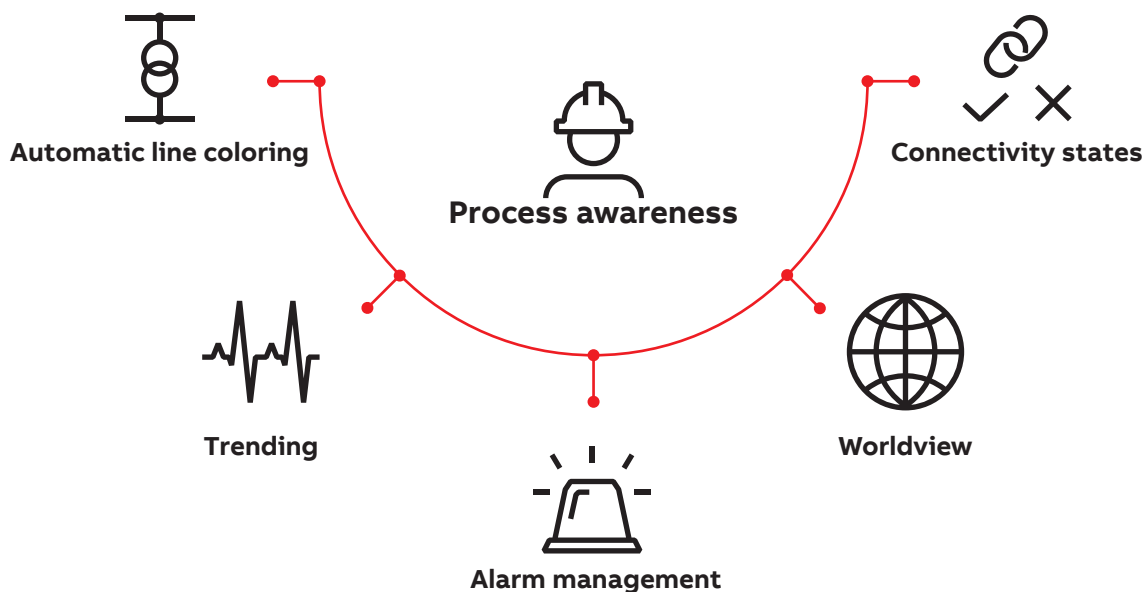 Automatic line coloring
Connectivity states
Process awareness
Trending
Worldview
Alarm management